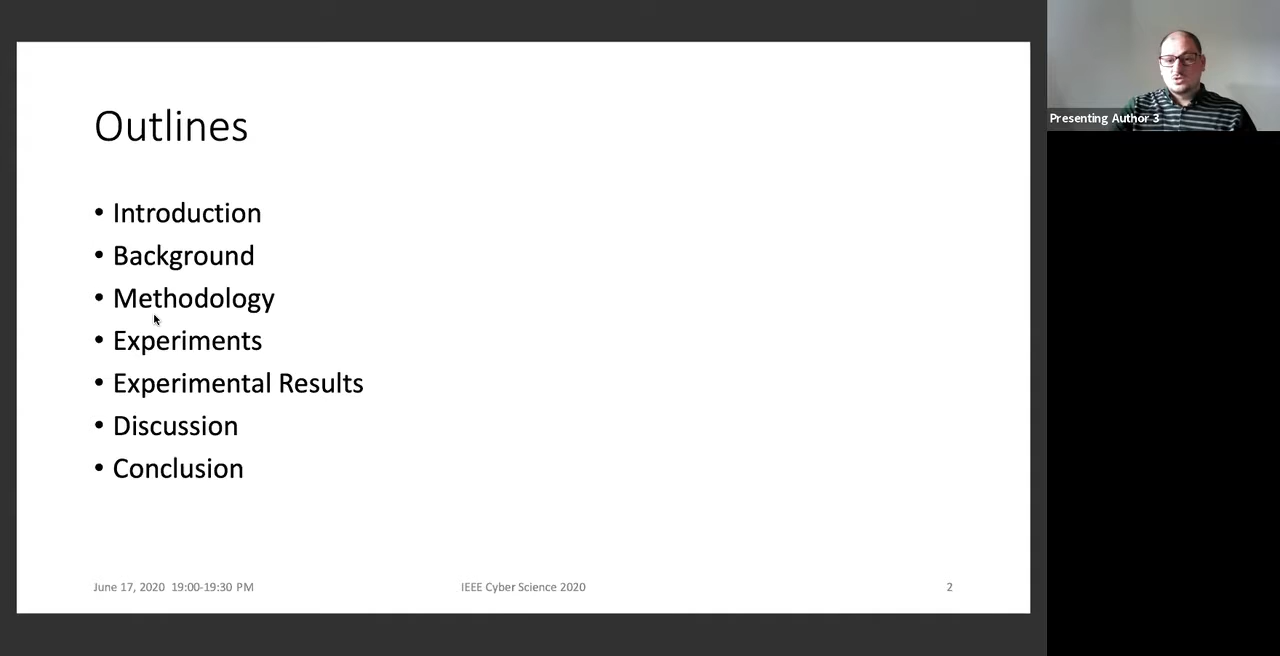 Outlines
• Introduction
• Background
• Methodology
• Experiments
• Experimental Results
• Discussion
• Conclusion
June 17, 2020 19:00-19:30 PM
IEEE Cyber Science 2020
2
Presenting Author 3